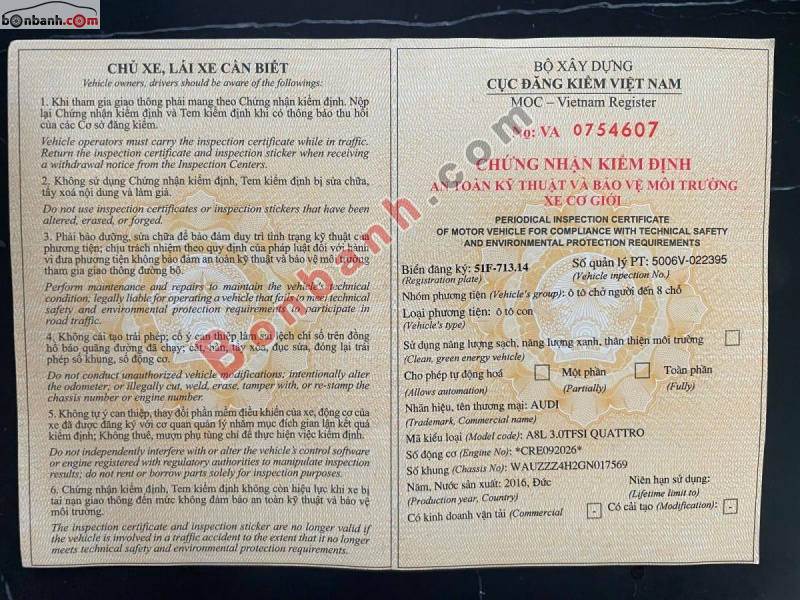 bonbanh.com
CHỦ XE, LÁI XE CẦN BIẾT
Vehicle owners, drivers should be aware of the followings:
1. Khi tham gia giao thông phải mang theo Chứng nhận kiểm định. Nộp
lại Chứng nhận kiểm định và Tem kiểm định khi có thông báo thu hồi
của các Cơ sở đăng kiểm.
Vehicle operators must carry the inspection certificate while in traffic.
Return the inspection certificate and inspection sticker when receiving
a withdrawal notice from the Inspection Centers.
2. Không sử dụng Chứng nhận kiểm định, Tem kiểm định bị sửa chữa,
tẩy xoá nội dung và làm giả.
Do not use inspection certificates or inspection stickers that have been
altered, erased, or forged.
3. Phải bảo dưỡng, sửa chữa để bảo đảm duy trì tình trạng kỹ thuật của
phương tiện; chịu trách nhiệm theo quy định của pháp luật đối với hành
vi đưa phương tiện không bảo đảm an toàn kỹ thuật và bảo vệ môi trường
tham gia giao thông đường bộ.
Perform maintenance and repairs to maintain the vehicle's technical
condition, legally liable for operating a vehicle that fails to meet technical
safety and environmental protection requirements to participate in
road traffic.
4. Không cải tạo trái phép; cố ý can thiệp làm sai lệch chỉ số trên đồng
hồ báo quãng đường đã chạy; cắt, hàn, tẩy xóa, đục sửa, đóng lại trái
phép số khung, số động cơ.
Do not conduct unauthorized vehicle modifications; intentionally alter
the odometer; or illegally cut, weld, erase, tamper with, or re-stamp the
chassis number or engine number.
5. Không tự ý can thiệp, thay đổi phần mềm điều khiển của xe, động cơ của
xe đã được đăng ký với cơ quan quản lý nhằm mục đích gian lận kết quả
kiểm định; Không thuê, mượn phụ tùng chỉ để thực hiện việc kiểm định.
Do not independently interfere with or alter the vehicle's control software
or engine registered with regulatory authorities to manipulate inspection
results; do not rent or borrow parts solely for inspection purposes.
6. Chứng nhận kiểm định, Tem kiểm định không còn hiệu lực khi xe bị
tai nạn giao thông đến mức không đảm bảo an toàn kỹ thuật và bảo vệ
môi trường.
The inspection certificate and inspection sticker are no longer valid if
the vehicle is involved in a traffic accident to the extent that it no longer
meets technical safety and environmental protection requirements.
BỘ XÂY DỰNG
CỤC ĐĂNG KIỂM VIỆT NAM
MOC – Vietnam Register
No: VA 0754607
CHỨNG NHẬN KIỂM ĐỊNH
AN TOÀN KỸ THUẬT VÀ BẢO VỆ MÔI TRƯỜNG
XE CƠ GIỚI
PERIODICAL INSPECTION CERTIFICATE
OF MOTOR VEHICLE FOR COMPLIANCE WITH TECHNICAL SAFETY
AND ENVIRONMENTAL PROTECTION REQUIREMENTS
Biển đăng ký: 51F-713.14 Số quản lý PT: 5006V-022395
(Registration plate) (Vehicle inspection No.)
Nhóm phương tiện (Vehicle's group): ô tô chở người đến 8 chỗ
Loại phương tiện: ô tô con
(Vehicle's type)
Sử dụng năng lượng sạch, năng lượng xanh, thân thiện môi trường
(Clean, green energy vehicle)
Cho phép tự động hoá Một phần Toàn phần
(Allows automation) (Partially) (Fully)
Nhãn hiệu, tên thương mại: AUDI
(Trademark, Commercial name)
Mã kiểu loại (Model code): A8L 3.0TFSI QUATTRO
Số động cơ (Engine No): *CRE092026*
Số khung (Chassis No): WAUZZZ4H2GN017569
Năm, Nước sản xuất: 2016, Đức Niên hạn sử dụng:
(Production year, Country) (Lifetime limit to)
Có kinh doanh vận tải (Commercial - Có cải tạo (Modification): -
Bonbanh.com